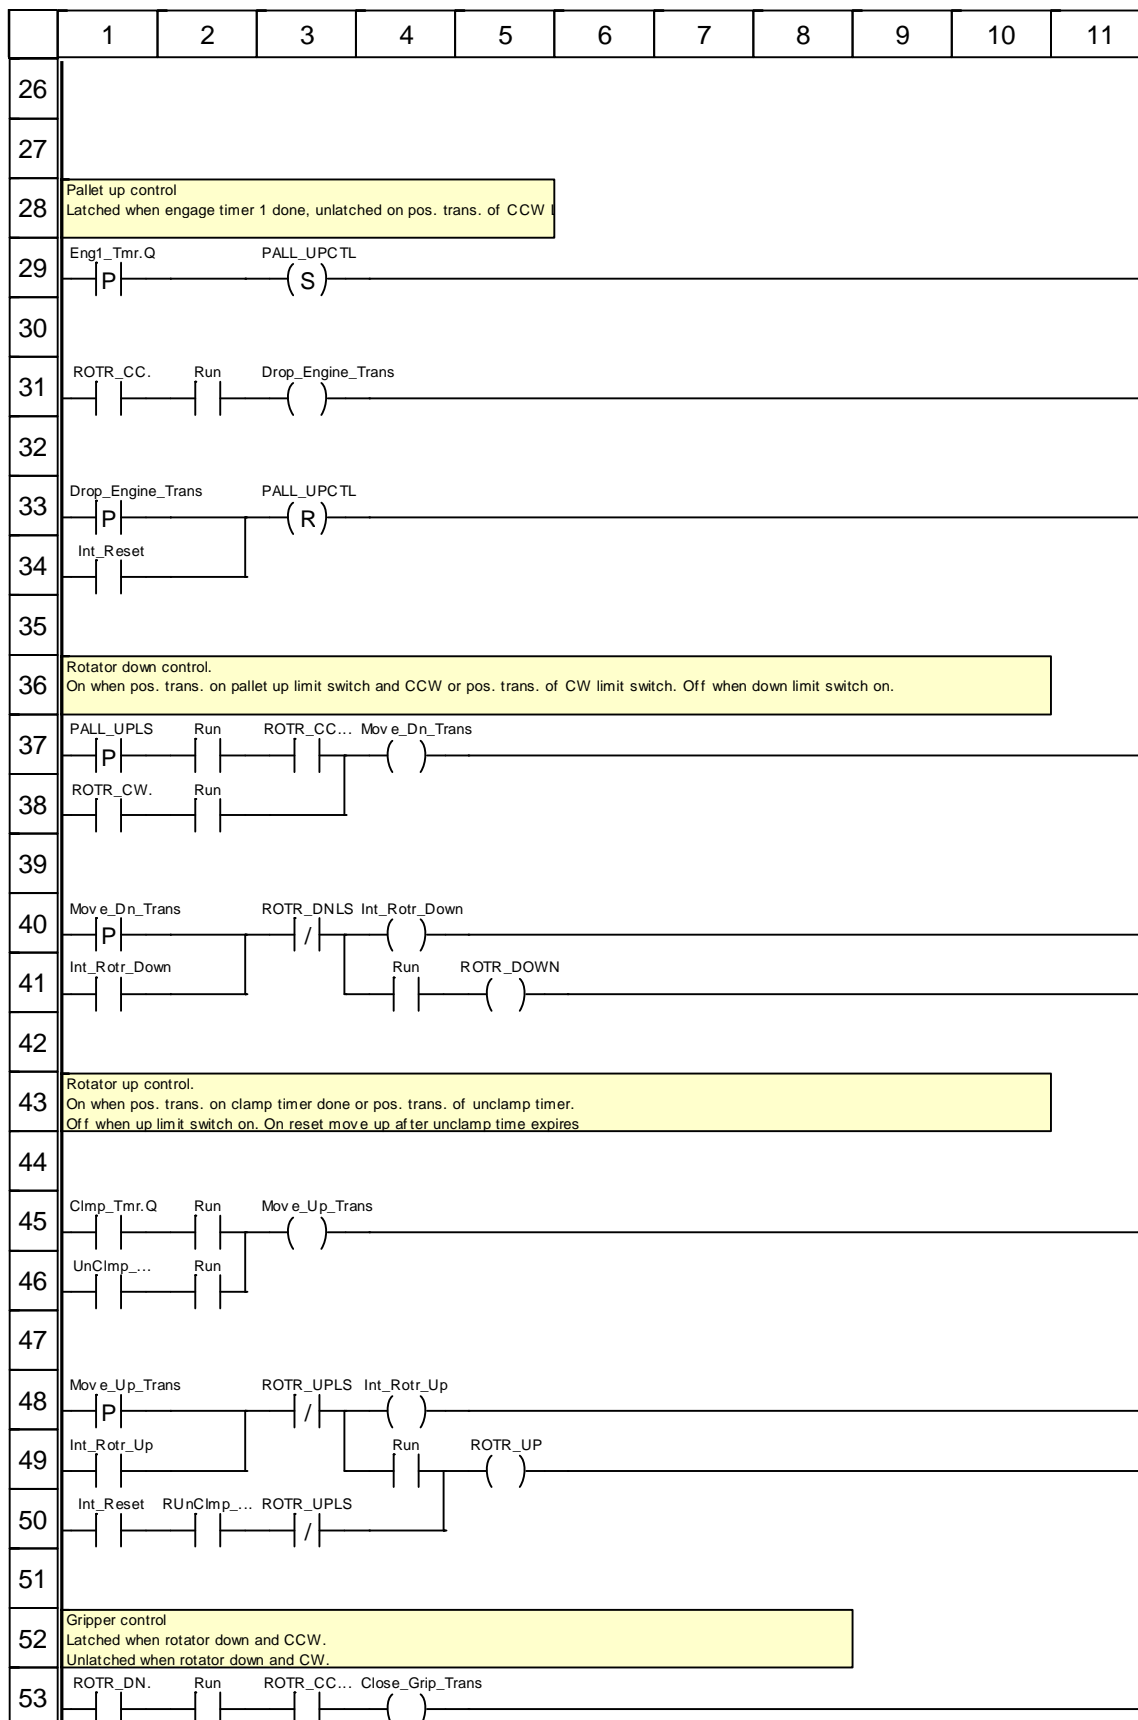 1 2 3 4 5 6 7 8 9 10 11
26
27
28
Pallet up control
Latched when engage timer 1 done, unlatched on pos. trans. of CCW
29
Eng1_Tmr.Q PALL_UPCTL
P S
30
31
ROTR_CC. Run Drop_Engine_Trans
32
33
Drop_Engine_Trans PALL_UPCTL
P R
34
Int_Reset
35
36
Rotator down control.
On when pos. trans. on pallet up limit switch and CCW or pos. trans. of CW limit switch. Off when down limit switch on.
37
PALL_UPLS Run ROTR_CC... Move_Dn_Trans
P
38
ROTR_CW. Run
39
40
Move_Dn_Trans ROTR_DNLS Int_Rotr_Down
P /
41
Int_Rotr_Down Run ROTR_DOWN
42
43
Rotator up control.
On when pos. trans. on clamp timer done or pos. trans. of unclamp timer.
Off when up limit switch on. On reset move up after unclamp time expires
44
45
Clmp_Tmr.Q Run Move_Up_Trans
46
UnClmp_... Run
47
48
Move_Up_Trans ROTR_UPLS Int_Rotr_Up
P /
49
Int_Rotr_Up Run ROTR_UP
50
Int_Reset RUnClmp_... ROTR_UPLS
/
51
52
Gripper control
Latched when rotator down and CCW.
Unlatched when rotator down and CW.
53
ROTR_DN. Run ROTR_CC... Close_Grip_Trans